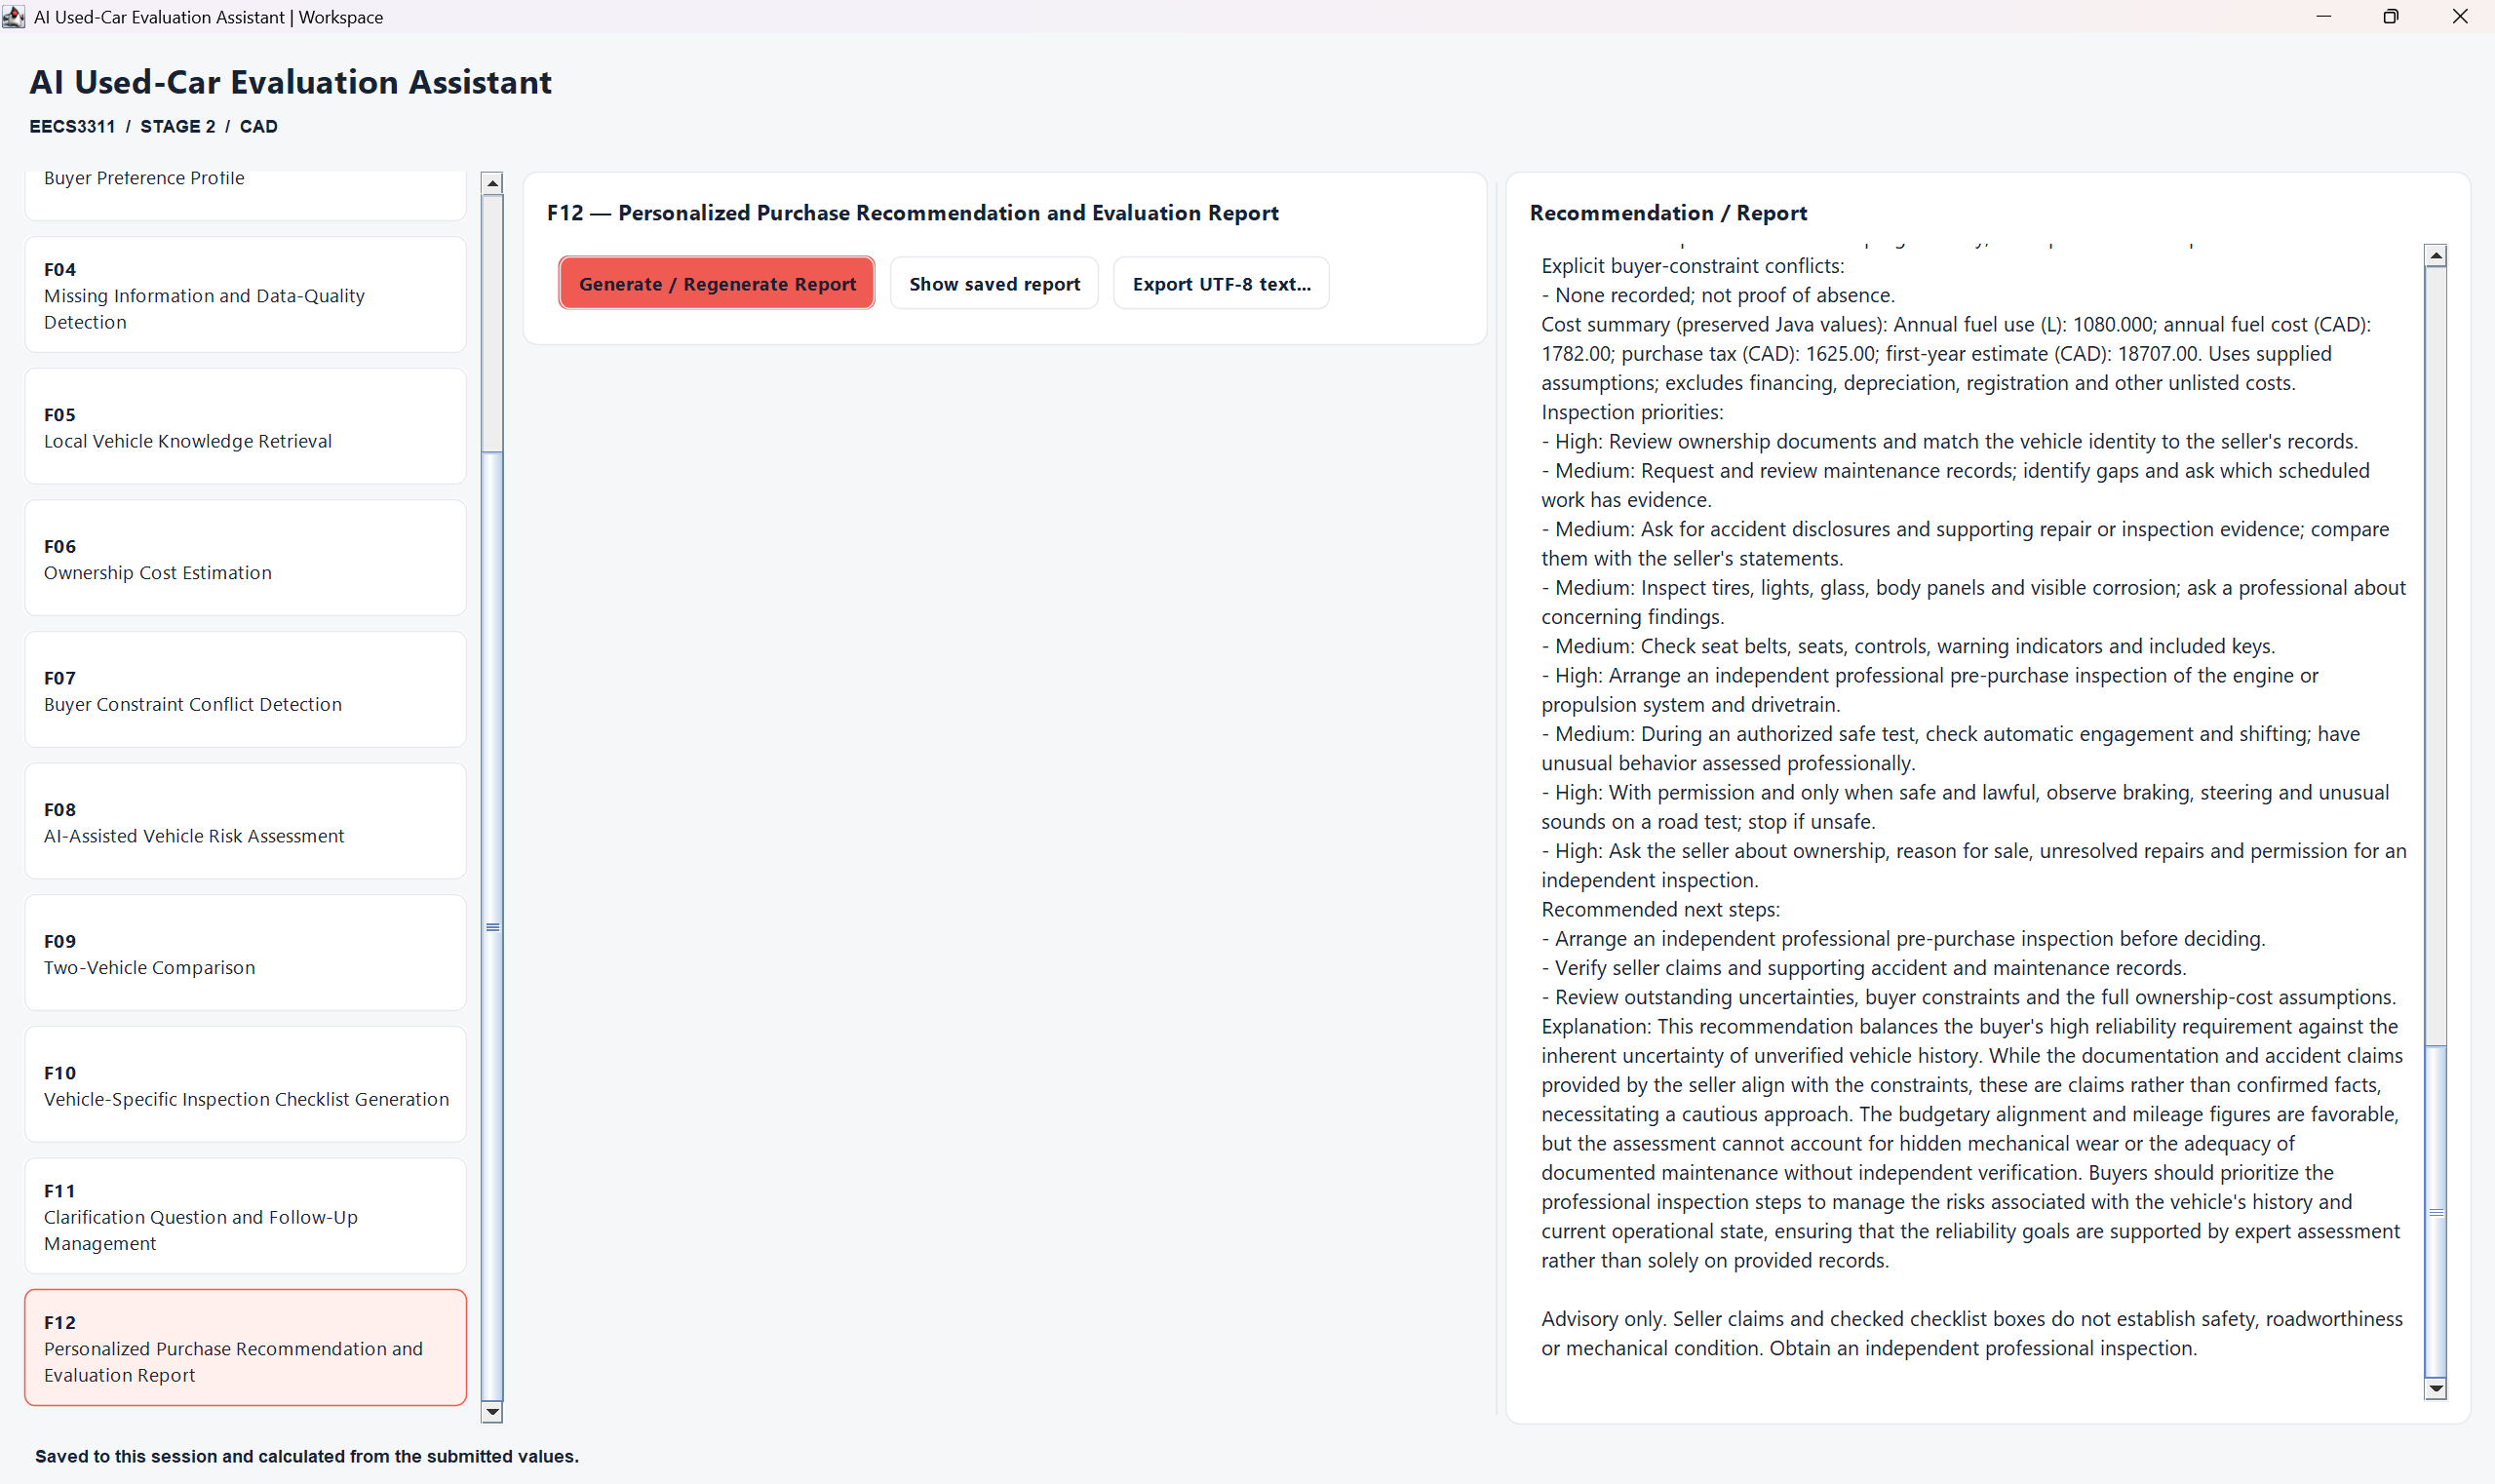 AI Used-Car Evaluation Assistant | Workspace
AI Used-Car Evaluation Assistant
EECS3311 / STAGE 2 / CAD
Buyer Preference Profile
F04
Missing Information and Data-Quality
Detection
F05
Local Vehicle Knowledge Retrieval
F06
Ownership Cost Estimation
F07
Buyer Constraint Conflict Detection
F08
AI-Assisted Vehicle Risk Assessment
F09
Two-Vehicle Comparison
F10
Vehicle-Specific Inspection Checklist Generation
F11
Clarification Question and Follow-Up
Management
F12
Personalized Purchase Recommendation and
Evaluation Report
F12 — Personalized Purchase Recommendation and Evaluation Report
Generate / Regenerate Report
Show saved report
Export UTF-8 text...
Recommendation / Report
Explicit buyer-constraint conflicts:
- None recorded; not proof of absence.
Cost summary (preserved Java values): Annual fuel use (L): 1080.000; annual fuel cost (CAD):
1782.00; purchase tax (CAD): 1625.00; first-year estimate (CAD): 18707.00. Uses supplied
assumptions; excludes financing, depreciation, registration and other unlisted costs.
Inspection priorities:
- High: Review ownership documents and match the vehicle identity to the seller's records.
- Medium: Request and review maintenance records; identify gaps and ask which scheduled
work has evidence.
- Medium: Ask for accident disclosures and supporting repair or inspection evidence; compare
them with the seller's statements.
- Medium: Inspect tires, lights, glass, body panels and visible corrosion; ask a professional about
concerning findings.
- Medium: Check seat belts, seats, controls, warning indicators and included keys.
- High: Arrange an independent professional pre-purchase inspection of the engine or
propulsion system and drivetrain.
- Medium: During an authorized safe test, check automatic engagement and shifting; have
unusual behavior assessed professionally.
- High: With permission and only when safe and lawful, observe braking, steering and unusual
sounds on a road test; stop if unsafe.
- High: Ask the seller about ownership, reason for sale, unresolved repairs and permission for an
independent inspection.
Recommended next steps:
- Arrange an independent professional pre-purchase inspection before deciding.
- Verify seller claims and supporting accident and maintenance records.
- Review outstanding uncertainties, buyer constraints and the full ownership-cost assumptions.
Explanation: This recommendation balances the buyer's high reliability requirement against the
inherent uncertainty of unverified vehicle history. While the documentation and accident claims
provided by the seller align with the constraints, these are claims rather than confirmed facts,
necessitating a cautious approach. The budgetary alignment and mileage figures are favorable,
but the assessment cannot account for hidden mechanical wear or the adequacy of
documented maintenance without independent verification. Buyers should prioritize the
professional inspection steps to manage the risks associated with the vehicle's history and
current operational state, ensuring that the reliability goals are supported by expert assessment
rather than solely on provided records.
Advisory only. Seller claims and checked checklist boxes do not establish safety, roadworthiness
or mechanical condition. Obtain an independent professional inspection.
Saved to this session and calculated from the submitted values.